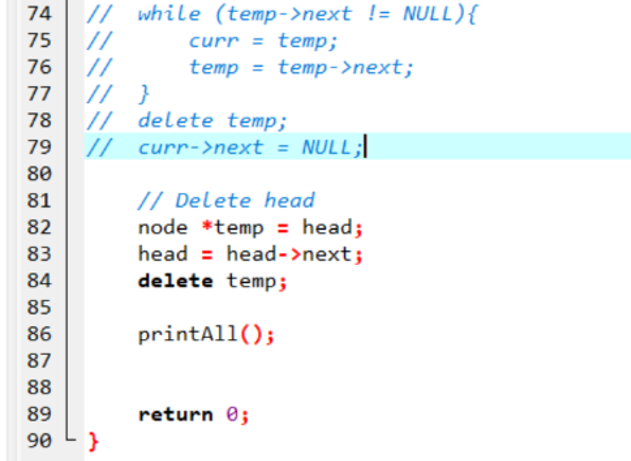 74 //  while (temp->next != NULL){
75 //      curr = temp;
76 //      temp = temp->next;
77 //  }
78 //  delete temp;
79 //  curr->next = NULL;
80
81     // Delete head
82     node *temp = head;
83     head = head->next;
84     delete temp;
85
86     printAll();
87
88
89     return 0;
90 }